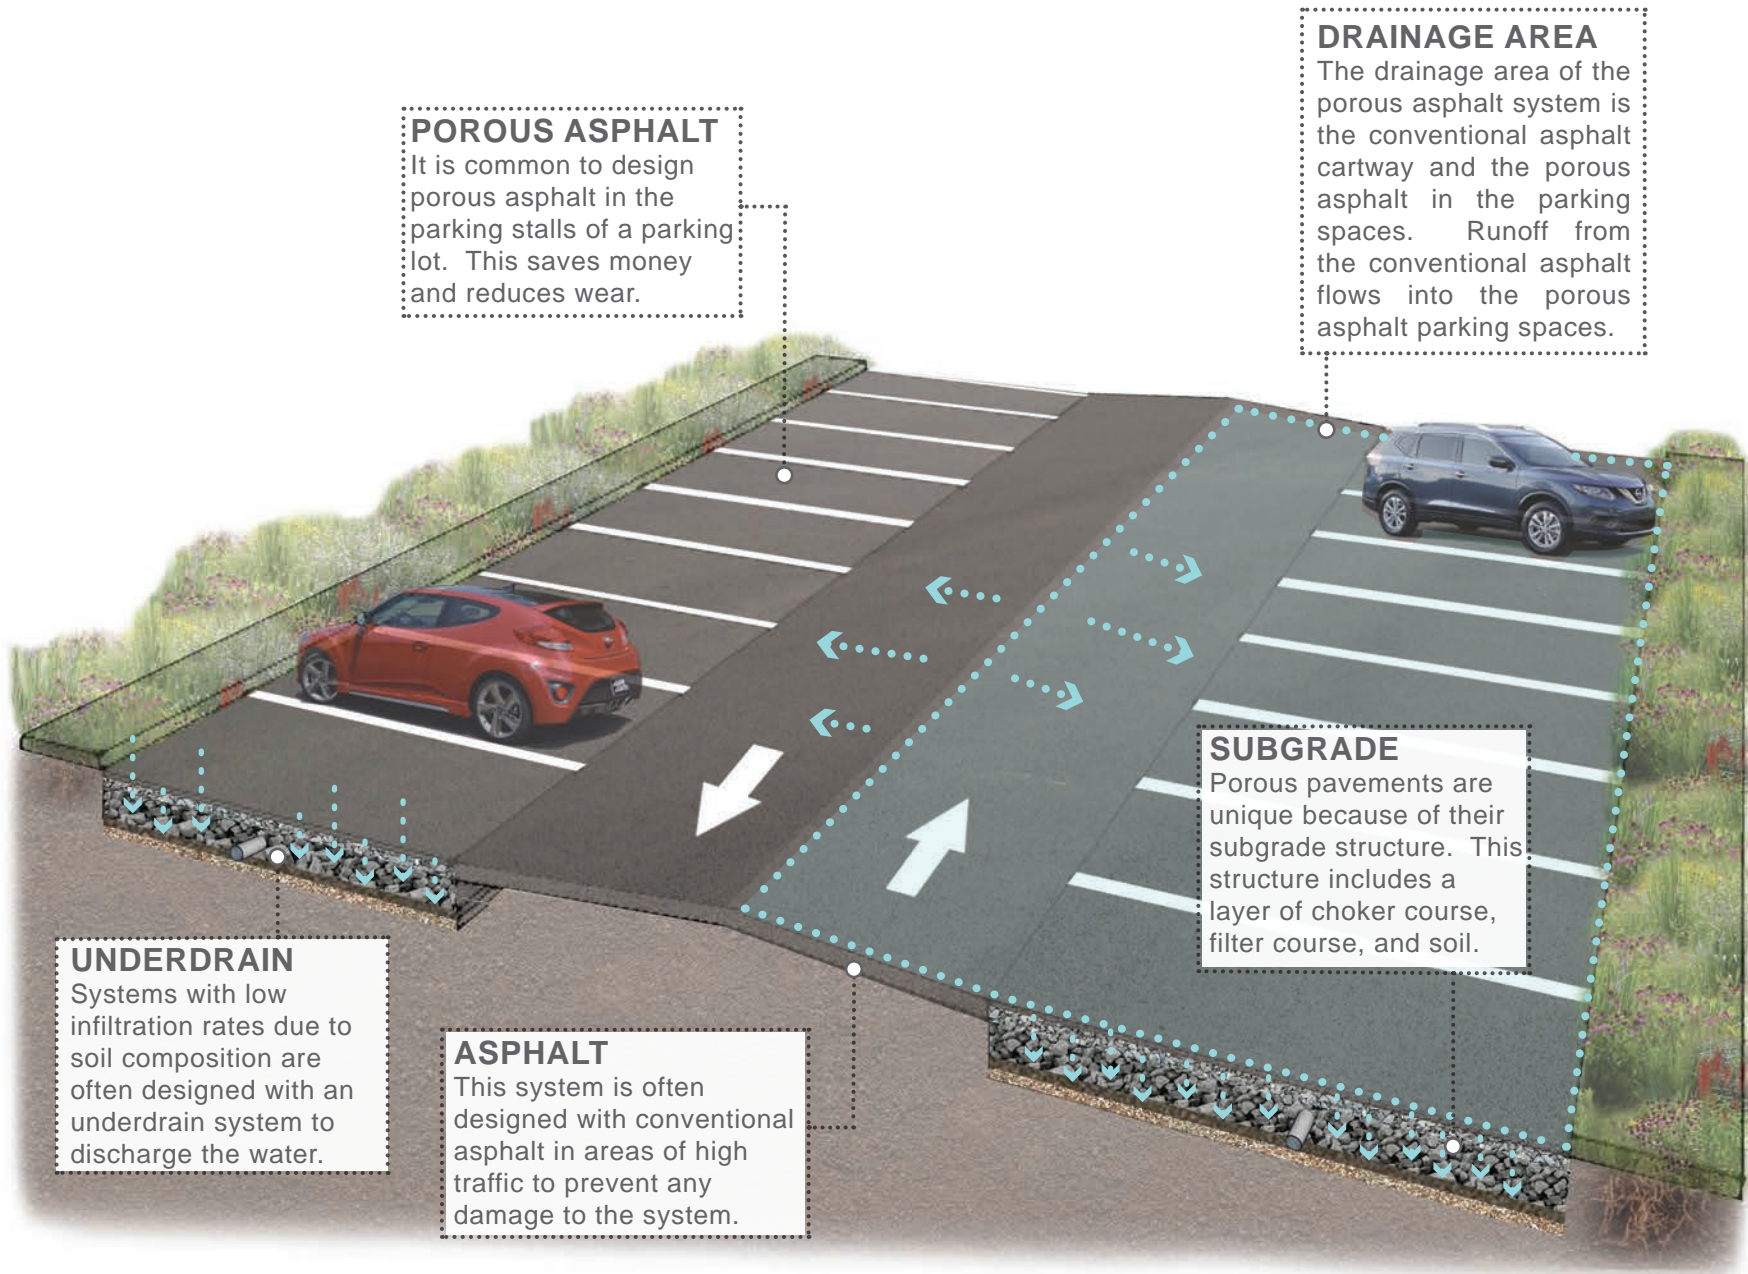 POROUS ASPHALT
It is common to design
porous asphalt in the
parking stalls of a parking
lot.  This saves money
and reduces wear.
DRAINAGE AREA
The drainage area of the
porous asphalt system is
the conventional asphalt
cartway and the porous
asphalt in the parking
spaces.  Runoff from
the conventional asphalt
flows into the porous
asphalt parking spaces.
SUBGRADE
Porous pavements are
unique because of their
subgrade structure.  This
structure includes a
layer of choker course,
filter course, and soil.
UNDERDRAIN
Systems with low
infiltration rates due to
soil composition are
often designed with an
underdrain system to
discharge the water.
ASPHALT
This system is often
designed with conventional
asphalt in areas of high
traffic to prevent any
damage to the system.